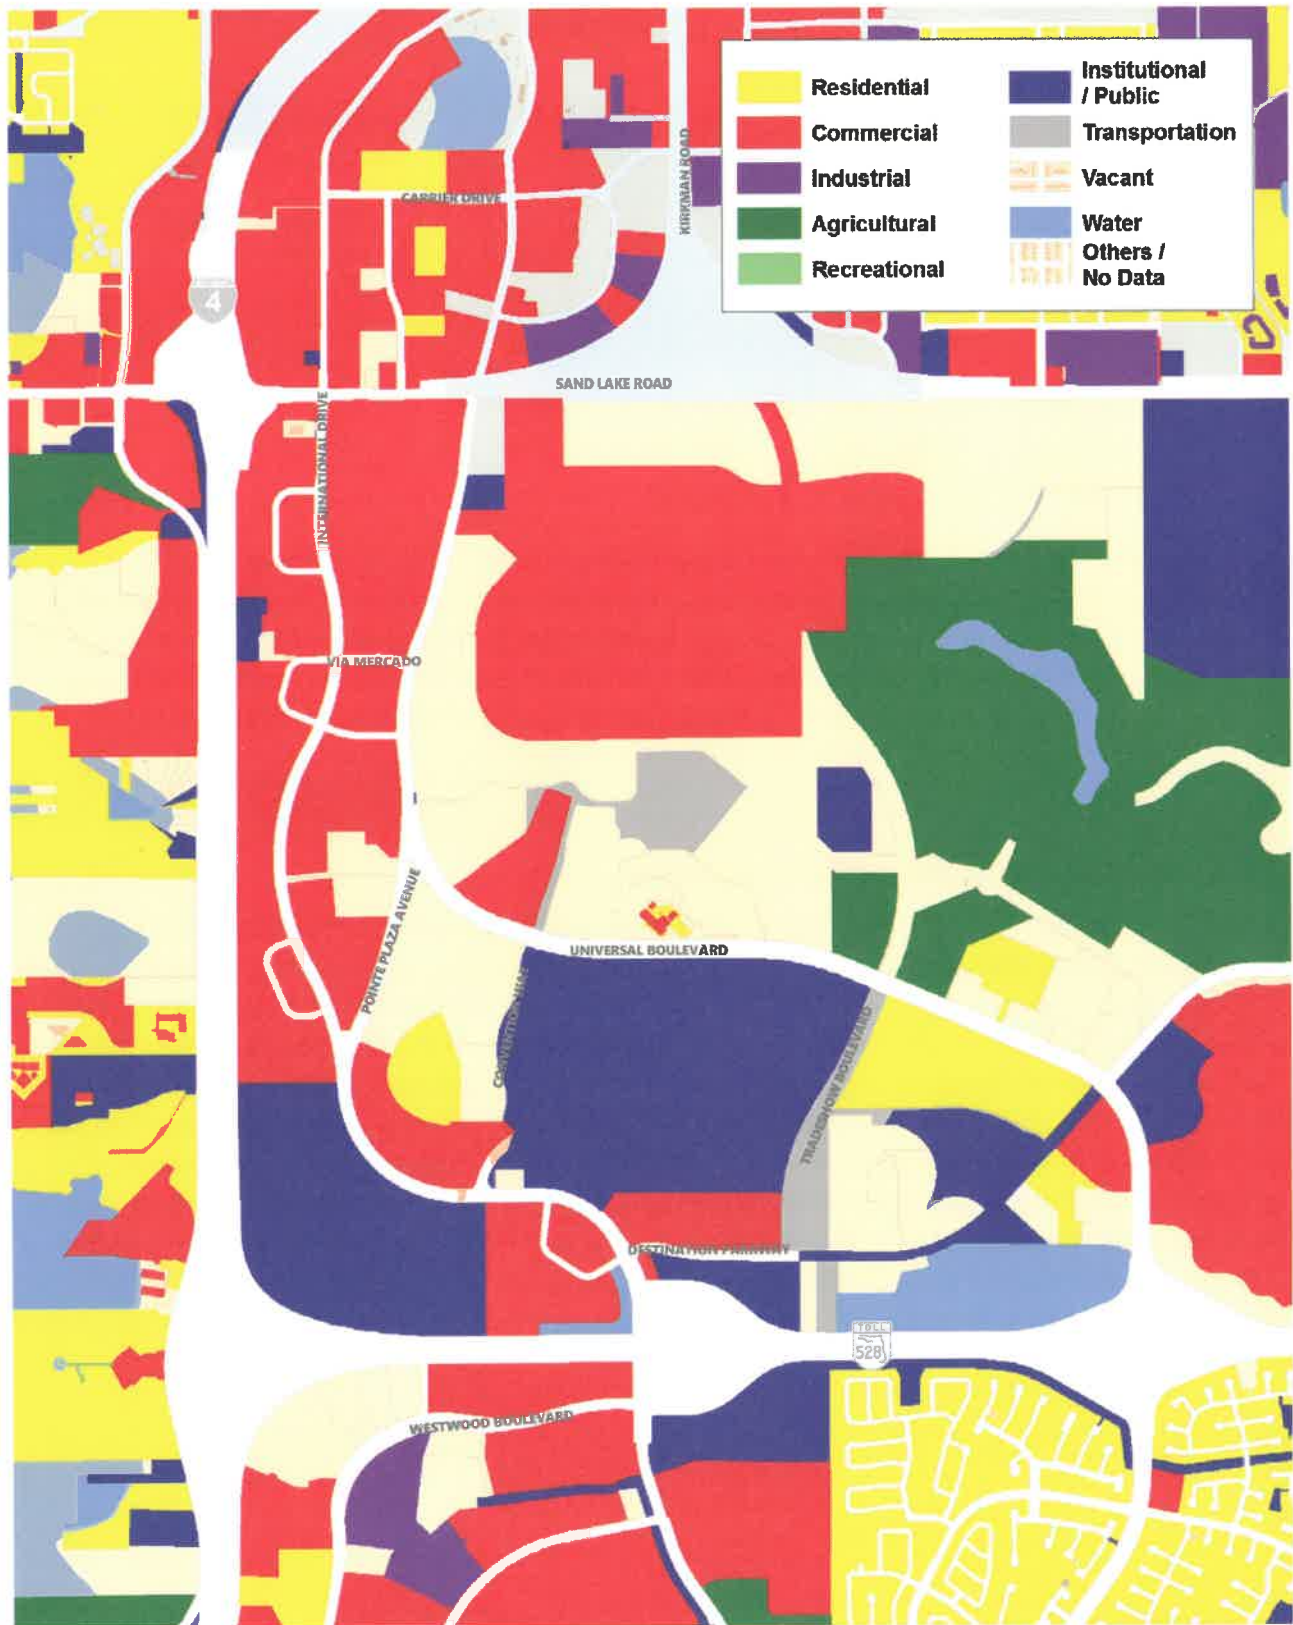 Residential
Commercial
Industrial
Agricultural
Recreational
Institutional
/ Public
Transportation
Vacant
Water
Others /
No Data
KIRKMAN ROAD
CARRIER DRIVE
4
SAND LAKE ROAD
INTERNATIONAL DRIVE
VIA MERCADO
POINTE PLAZA AVENUE
UNIVERSAL BOULEVARD
CONVENTION WAY
TRADESHOW BOULEVARD
DESTINATION PARKWAY
TOLL
528
WESTWOOD BOULEVARD